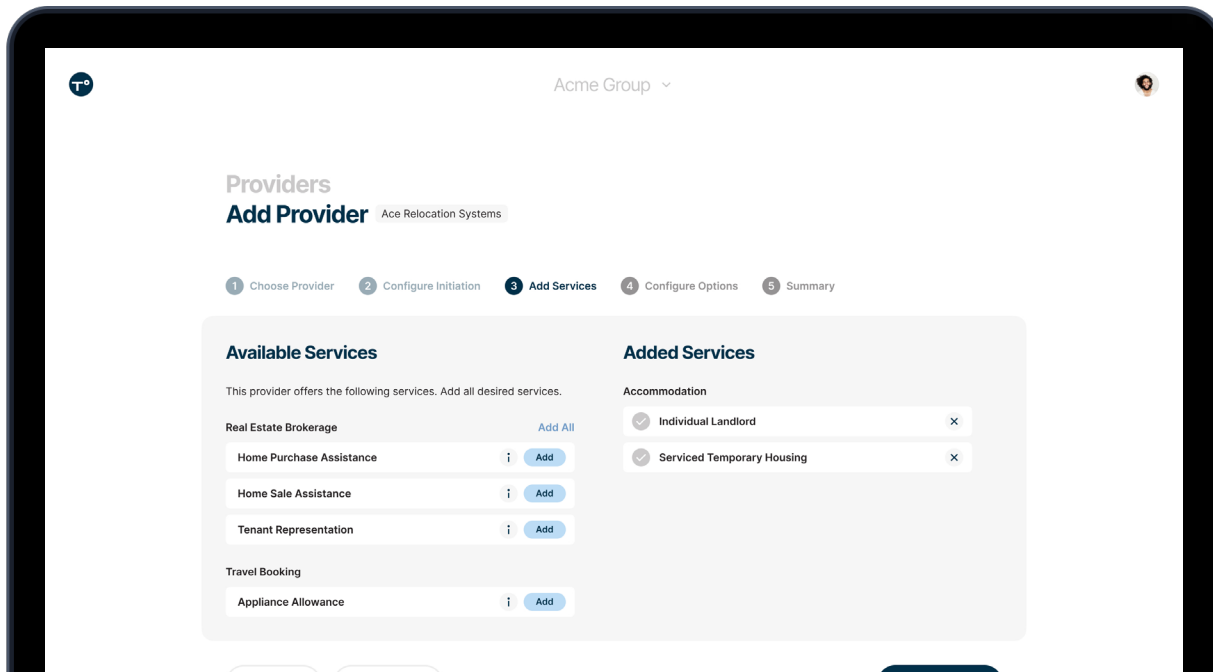 T°
Acme Group
Providers
Add Provider Ace Relocation Systems
1 Choose Provider 2 Configure Initiation 3 Add Services 4 Configure Options 5 Summary
Available Services
This provider offers the following services. Add all desired services.
Real Estate Brokerage Add All
Home Purchase Assistance i Add
Home Sale Assistance i Add
Tenant Representation i Add
Travel Booking
Appliance Allowance i Add
Added Services
Accommodation
Individual Landlord
Serviced Temporary Housing